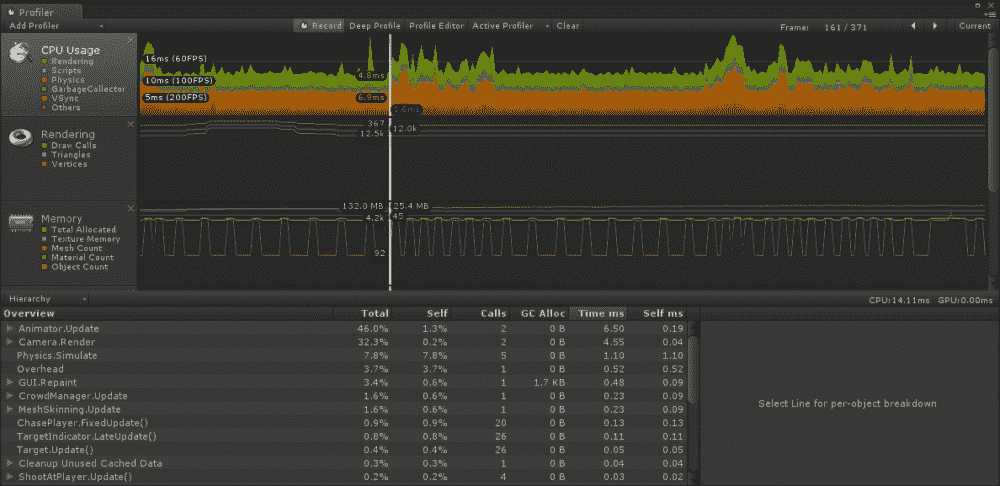 Profiler
Add Profiler Record Deep Profile Profile Editor Active Profiler Clear Frame: 161 / 371 Current
CPU Usage
Rendering
Scripts
Physics
GarbageCollector
VSync
Others
16ms (60FPS)
10ms (100FPS)
5ms (200FPS)
4.8ms
6.9ms
1.6ms
Rendering
Draw Calls
Triangles
Vertices
367
12.5k
12.0k
Memory
Total Allocated
Texture Memory
Mesh Count
Material Count
Object Count
132.0 MB
25.4 MB
4.2k
45
92
Hierarchy CPU:14.11ms GPU:0.00ms
Overview Total Self Calls GC Alloc Time ms Self ms
Animator.Update 46.0% 1.3% 2 0 B 6.50 0.19
Camera.Render 32.3% 0.2% 2 0 B 4.55 0.04
Physics.Simulate 7.8% 7.8% 5 0 B 1.10 1.10
Overhead 3.7% 3.7% 1 0 B 0.52 0.52
GUI.Repaint 3.4% 0.6% 1 1.7 KB 0.48 0.09
CrowdManager.Update 1.6% 0.6% 1 0 B 0.23 0.09
MeshSkinning.Update 1.6% 0.6% 1 0 B 0.23 0.09
ChasePlayer.FixedUpdate() 0.9% 0.9% 20 0 B 0.13 0.13
TargetIndicator.LateUpdate() 0.8% 0.8% 26 0 B 0.11 0.11
Target.Update() 0.4% 0.4% 26 0 B 0.05 0.05
Cleanup Unused Cached Data 0.3% 0.3% 1 0 B 0.04 0.04
ShootAtPlayer.Update() 0.2% 0.2% 4 0 B 0.03 0.02
Select Line for per-object breakdown